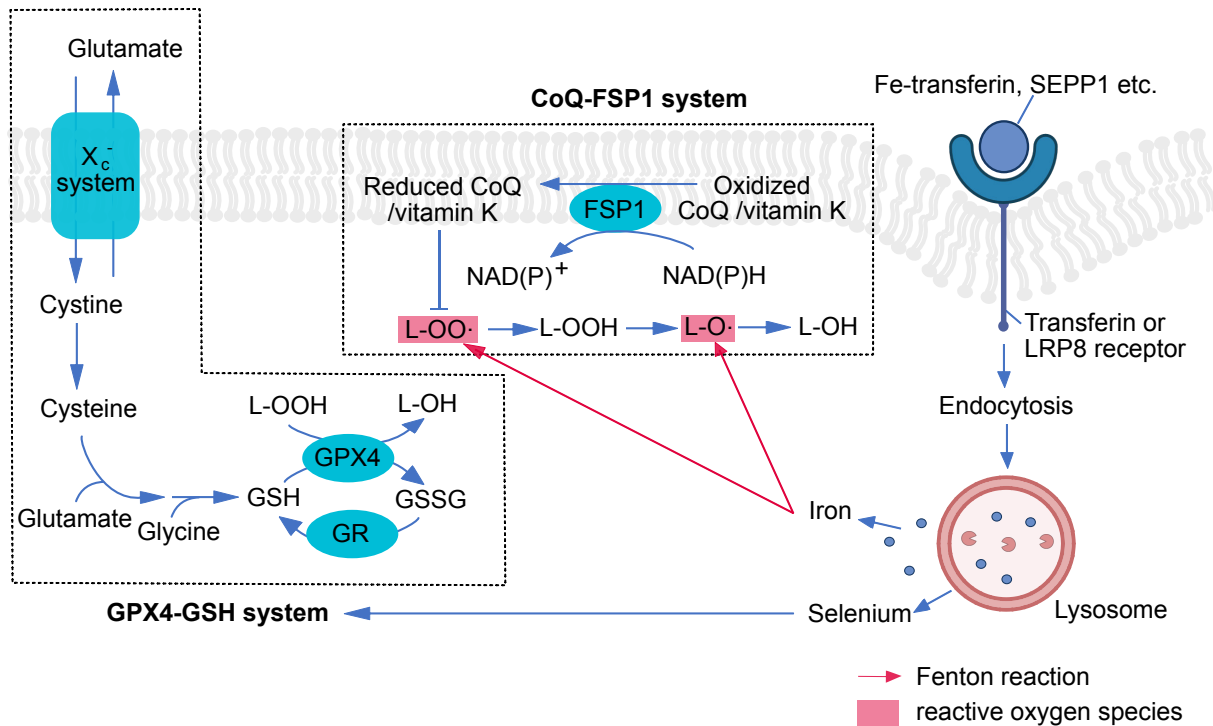 Glutamate
X c -
system
Cystine
Cysteine
Glutamate
Glycine
L-OOH
L-OH
GPX4
GSH
GSSG
GR
GPX4-GSH system
CoQ-FSP1 system
Reduced CoQ
/vitamin K
Oxidized
CoQ /vitamin K
FSP1
NAD(P)+
NAD(P)H
L-OO·
L-OOH
L-O·
L-OH
Fe-transferin, SEPP1 etc.
Transferin or
LRP8 receptor
Endocytosis
Iron
Selenium
Lysosome
Fenton reaction
reactive oxygen species